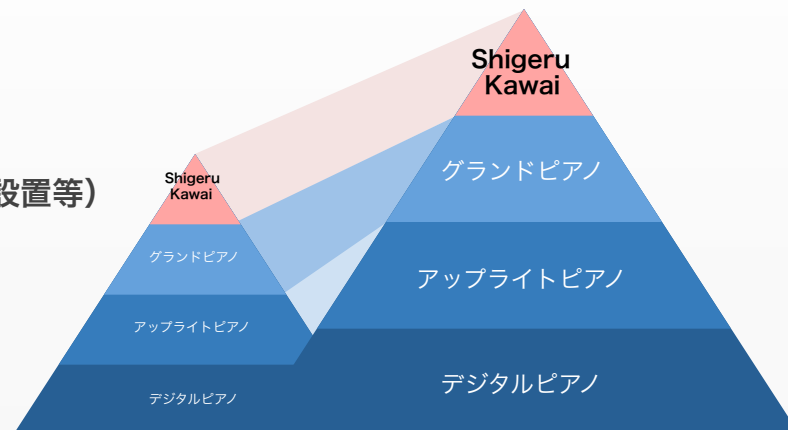 設置等）
Shigeru
Kawai
グランドピアノ
アップライトピアノ
デジタルピアノ
Shigeru
Kawai
グランドピアノ
アップライトピアノ
デジタルピアノ